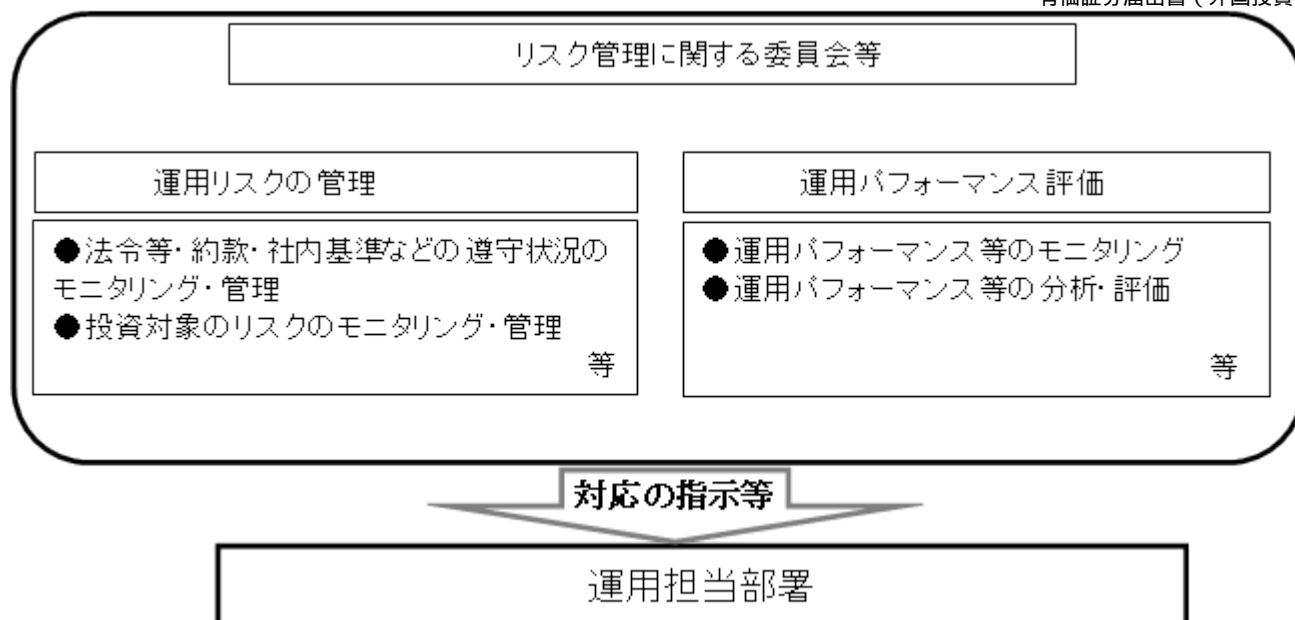 有価証券届出書（外国投資
リスク管理に関する委員会等
運用リスクの管理
●法令等・約款・社内基準などの遵守状況の
モニタリング・管理
●投資対象のリスクのモニタリング・管理
等
運用パフォーマンス評価
●運用パフォーマンス等のモニタリング
●運用パフォーマンス等の分析・評価
等
対応の指示等
運用担当部署